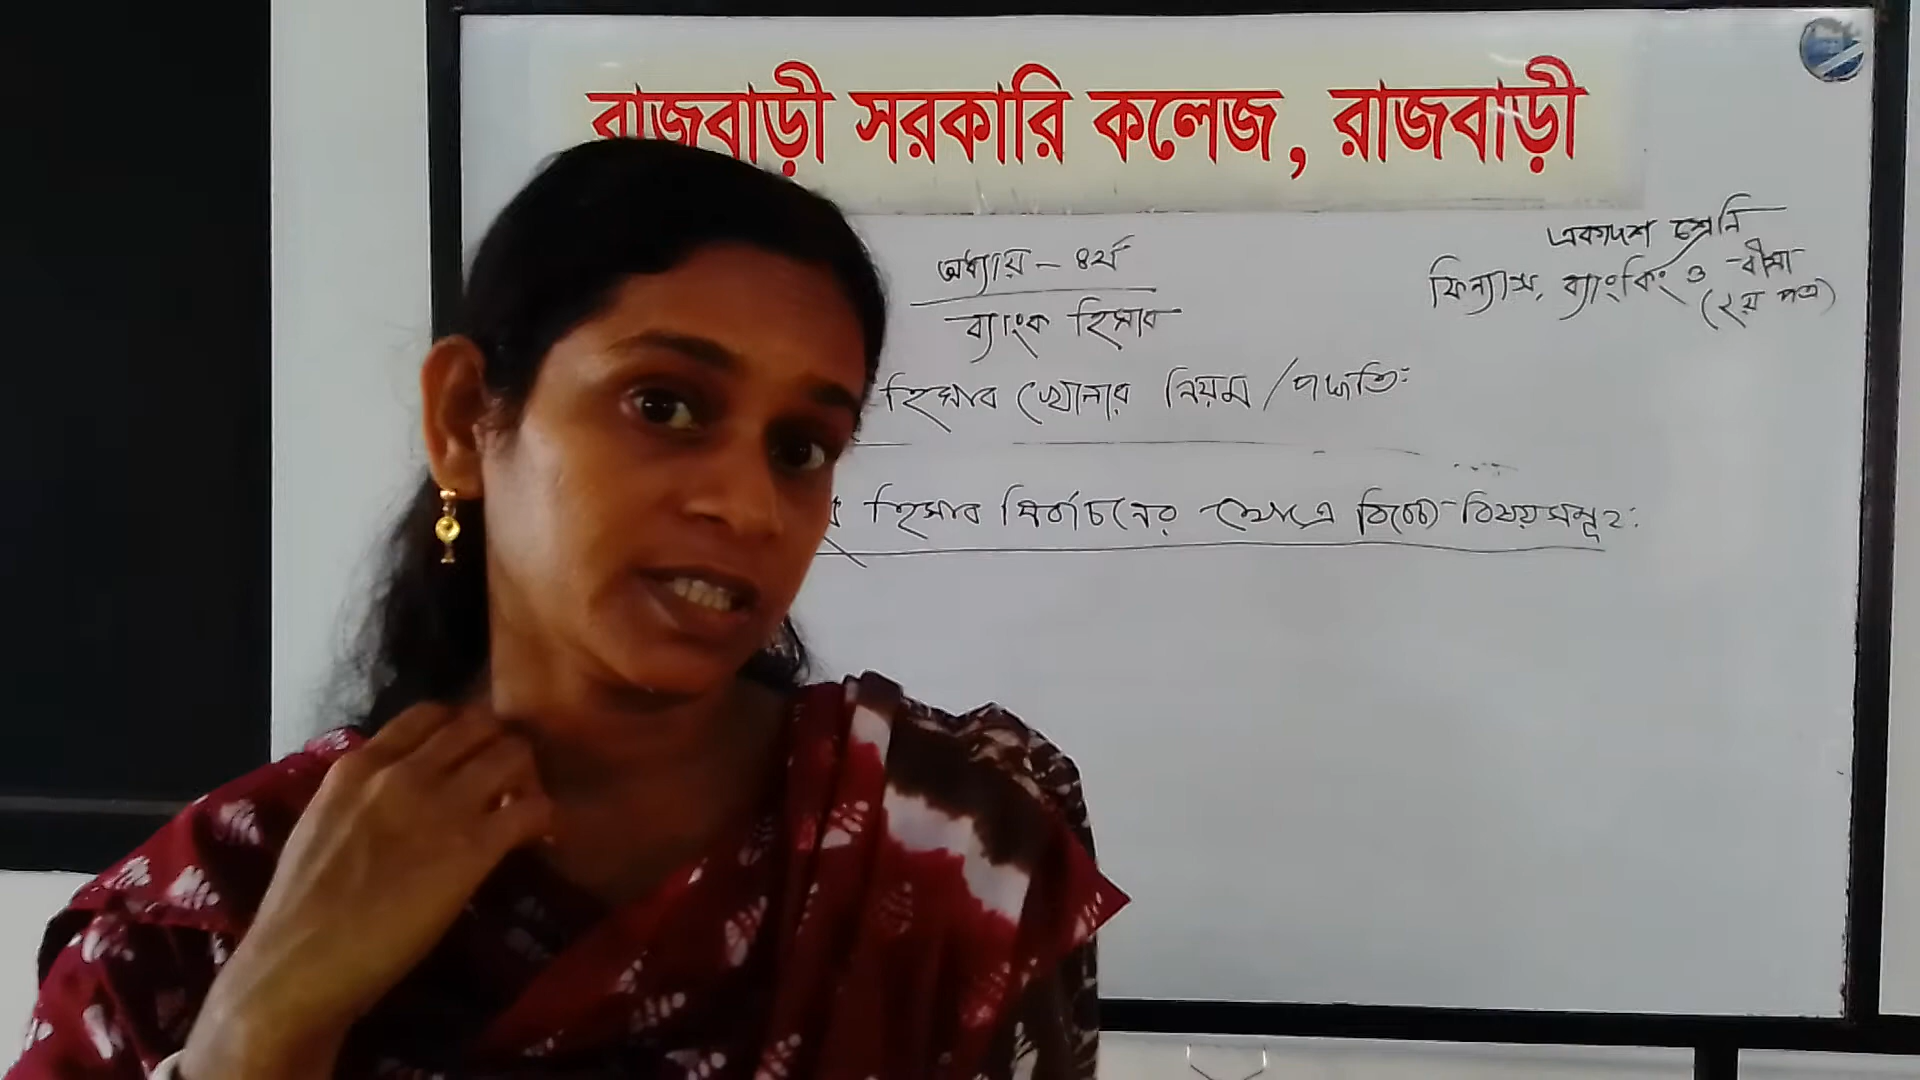 রাজবাড়ী সরকারি কলেজ, রাজবাড়ী
একাদশ শ্রেনি
ফিন্যান্স, ব্যাংকিং ও বীমা
(২য় পত্র)
অধ্যায় - ৪র্থ
ব্যাংক হিসাব
হিসাব খোলার নিয়ম / পদ্ধতি:
হিসাব নির্বাচনের ক্ষেত্রে বিবেচ্য বিষয়সমূহ: